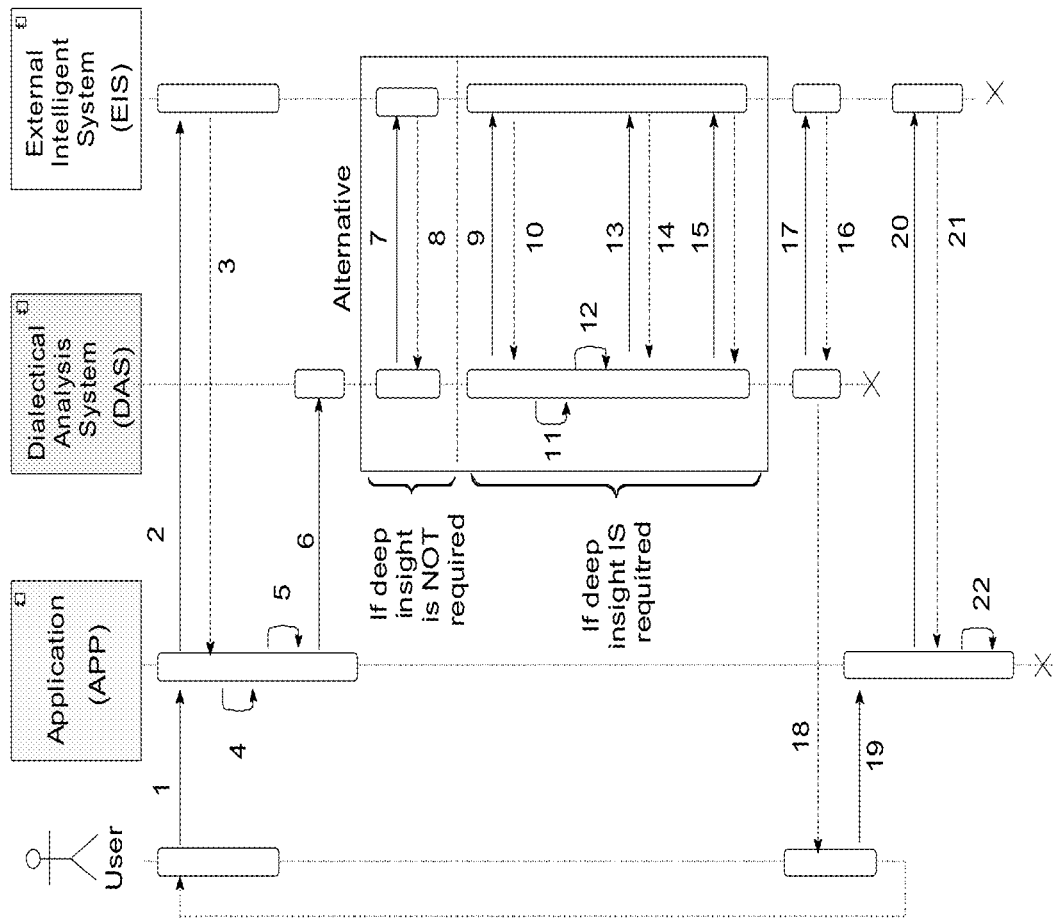 User
Application
(APP)
Dialectical
Analysis
System
(DAS)
External
Intelligent
System
(EIS)
1
2
3
4
5
6
Alternative
If deep
insight
is NOT
required
7
8
If deep
insight IS
requitred
9
10
11
12
13
14
15
17
16
18
19
20
21
22